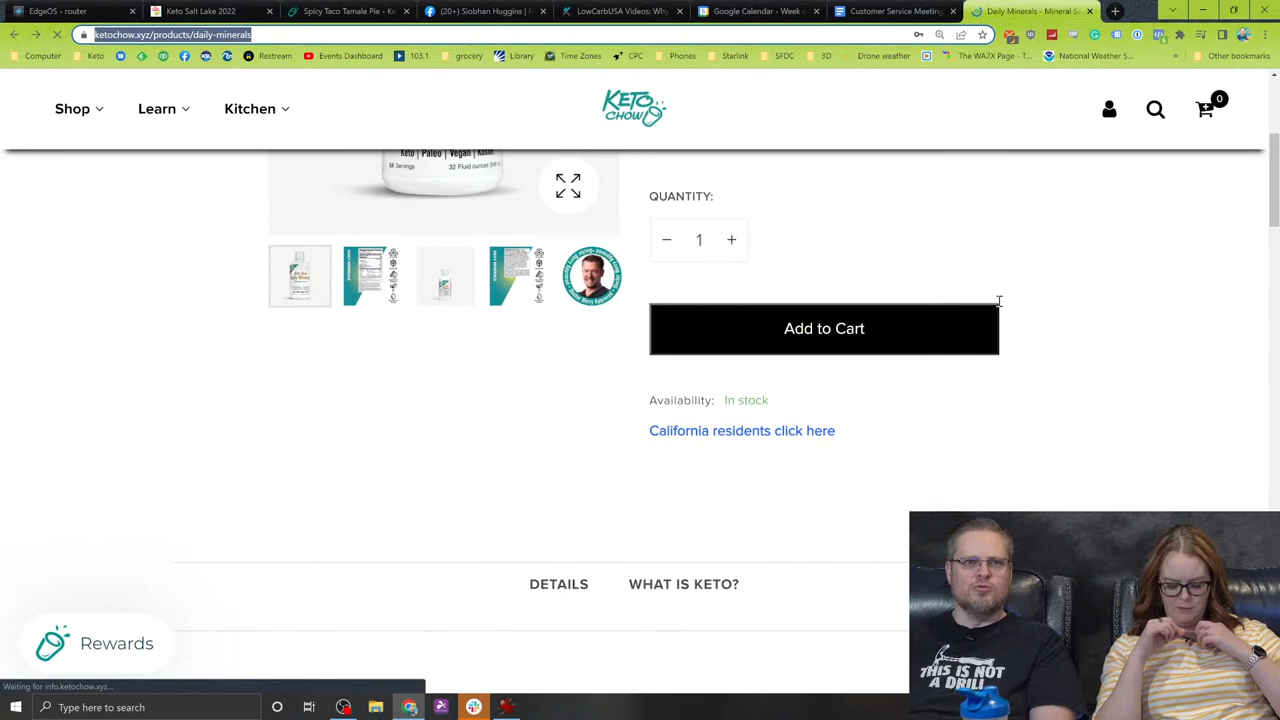 EdgeOS - router
Keto Salt Lake 2022
Spicy Taco Tamale Pie - Ke
(20+) Siobhan Huggins | F
LowCarbUSA Videos: Why
Google Calendar - Week o
Customer Service Meeting
Daily Minerals - Mineral Su
ketochow.xyz/products/daily-minerals
Computer
Keto
Restream
Events Dashboard
103.1
grocery
Library
Time Zones
CPC
Phones
Starlink
SFDC
3D
Drone weather
The WA7X Page - T...
National Weather S...
Other bookmarks
Shop
Learn
Kitchen
KETO
CHOW
0
Keto | Paleo | Vegan | Kosher
64 Servings
32 Fluid ounce
QUANTITY:
− 1 +
Add to Cart
Availability: In stock
California residents click here
DETAILS
WHAT IS KETO?
Rewards
THIS IS NOT
A DRILL
Waiting for info.ketochow.xyz...
Type here to search